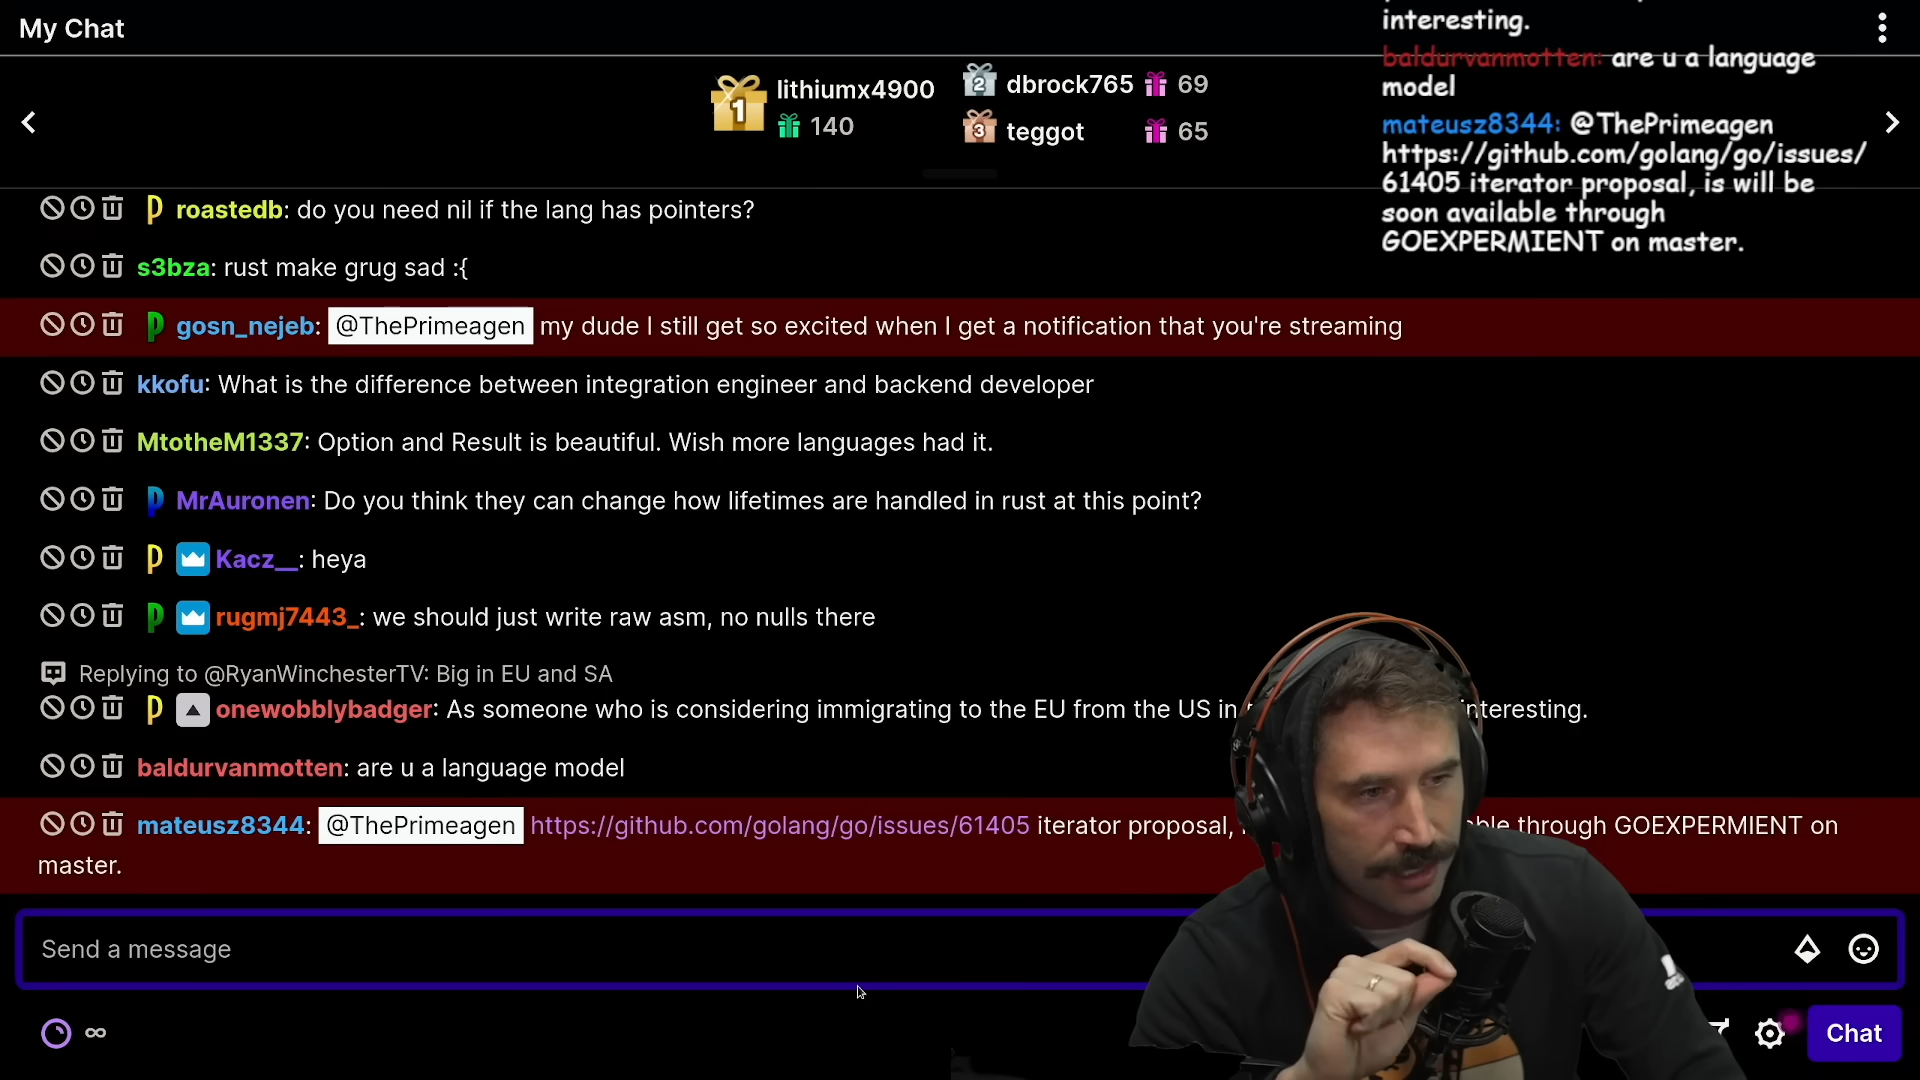 My Chat
interesting.
baldurvanmotten: are u a language
model
mateusz8344: @ThePrimeagen
https://github.com/golang/go/issues/
61405 iterator proposal, is will be
soon available through
GOEXPERMIENT on master.
1 lithiumx4900
140
2 dbrock765 69
3 teggot 65
roastedb: do you need nil if the lang has pointers?
s3bza: rust make grug sad :{
gosn_nejeb: @ThePrimeagen my dude I still get so excited when I get a notification that you're streaming
kkofu: What is the difference between integration engineer and backend developer
MtotheM1337: Option and Result is beautiful. Wish more languages had it.
MrAuronen: Do you think they can change how lifetimes are handled in rust at this point?
Kacz__: heya
rugmj7443_: we should just write raw asm, no nulls there
Replying to @RyanWinchesterTV: Big in EU and SA
onewobblybadger: As someone who is considering immigrating to the EU from the US in nteresting.
baldurvanmotten: are u a language model
mateusz8344: @ThePrimeagen https://github.com/golang/go/issues/61405 iterator proposal, ble through GOEXPERMIENT on
master.
Send a message
∞
Chat